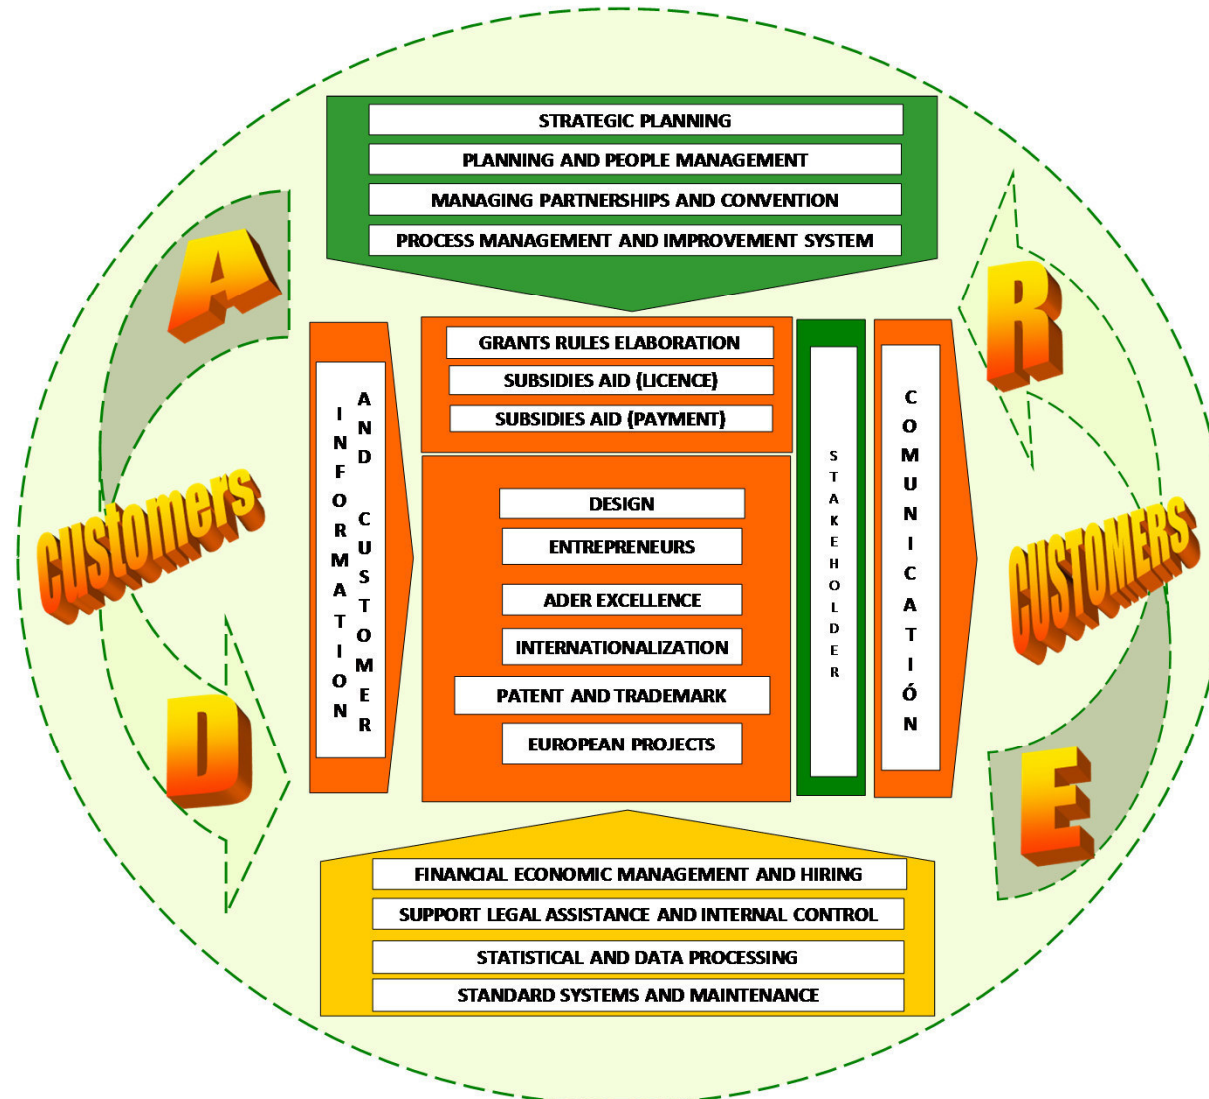 STRATEGIC PLANNING
PLANNING AND PEOPLE MANAGEMENT
MANAGING PARTNERSHIPS AND CONVENTION
PROCESS MANAGEMENT AND IMPROVEMENT SYSTEM
A
R
Customers
D
INFORMATION
AND CUSTOMER
GRANTS RULES ELABORATION
SUBSIDIES AID (LICENCE)
SUBSIDIES AID (PAYMENT)
DESIGN
ENTREPRENEURS
ADER EXCELLENCE
INTERNATIONALIZATION
PATENT AND TRADEMARK
EUROPEAN PROJECTS
STAKEHOLDER
COMUNICATIÓN
CUSTOMERS
E
FINANCIAL ECONOMIC MANAGEMENT AND HIRING
SUPPORT LEGAL ASSISTANCE AND INTERNAL CONTROL
STATISTICAL AND DATA PROCESSING
STANDARD SYSTEMS AND MAINTENANCE